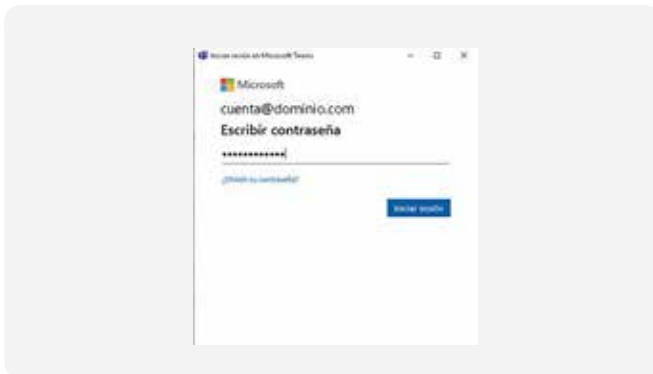 Iniciar sesión en Microsoft Teams
Microsoft
cuenta@dominio.com
Escribir contraseña
••••••••••••
¿Olvidó su contraseña?
Iniciar sesión